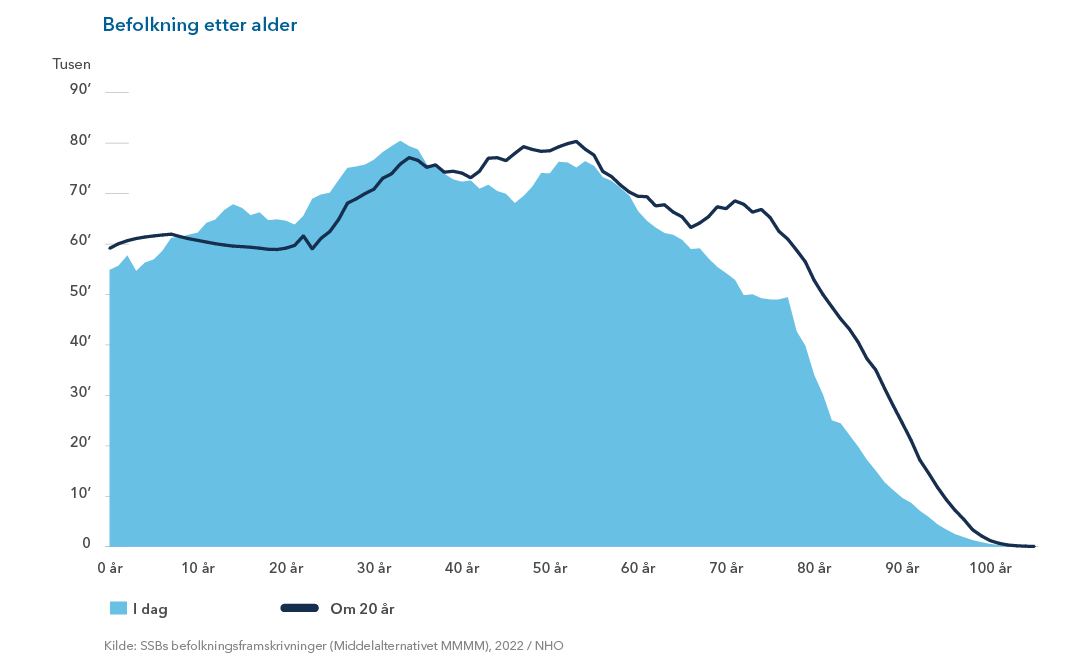 Befolkning etter alder
Tusen
90’
80’
70’
60’
50’
40’
30’
20’
10’
0
0 år 10 år 20 år 30 år 40 år 50 år 60 år 70 år 80 år 90 år 100 år
I dag Om 20 år
Kilde: SSBs befolkningsframskrivninger (Middelalternativet MMMM), 2022 / NHO